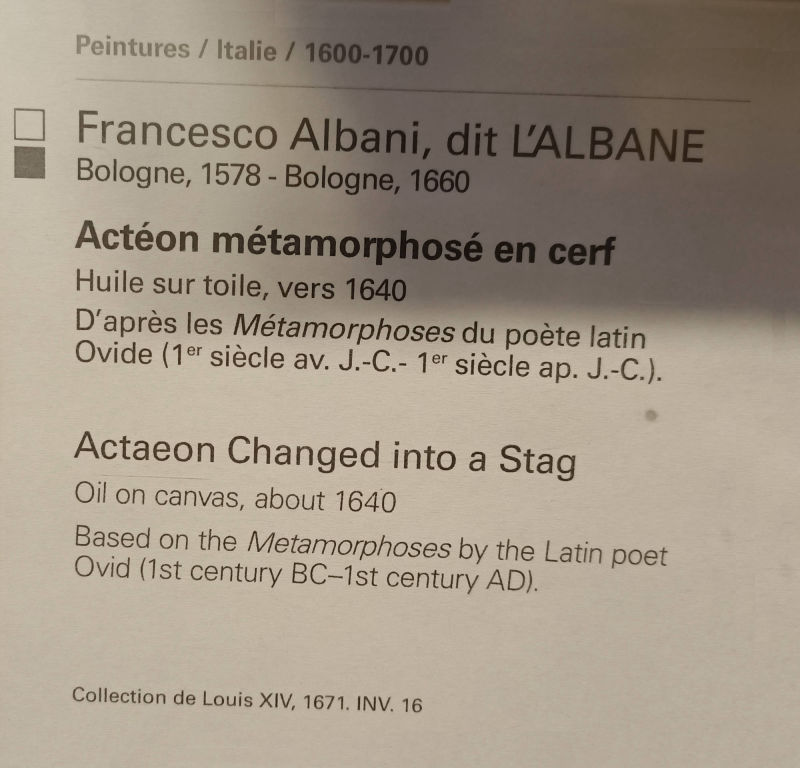 Peintures / Italie / 1600-1700
Francesco Albani, dit L'ALBANE
Bologne, 1578 - Bologne, 1660
Actéon métamorphosé en cerf
Huile sur toile, vers 1640
D'après les Métamorphoses du poète latin
Ovide (1er siècle av. J.-C.- 1er siècle ap. J.-C.).
Actaeon Changed into a Stag
Oil on canvas, about 1640
Based on the Metamorphoses by the Latin poet
Ovid (1st century BC–1st century AD).
Collection de Louis XIV, 1671. INV. 16